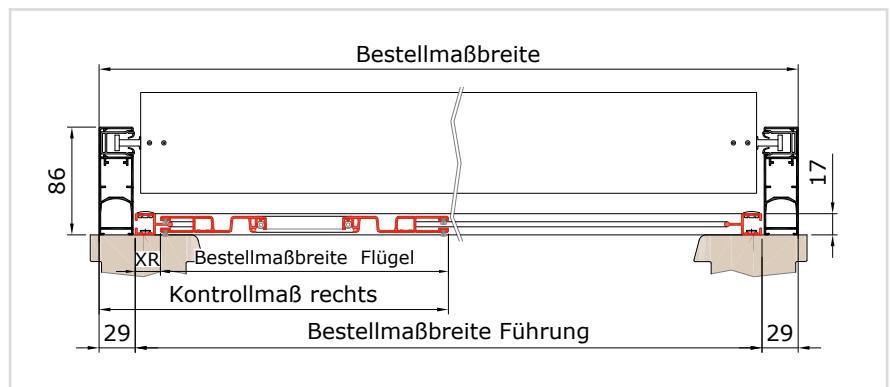 Bestellmaßbreite
86
17
XR
Bestellmaßbreite Flügel
Kontrollmaß rechts
29
Bestellmaßbreite Führung
29